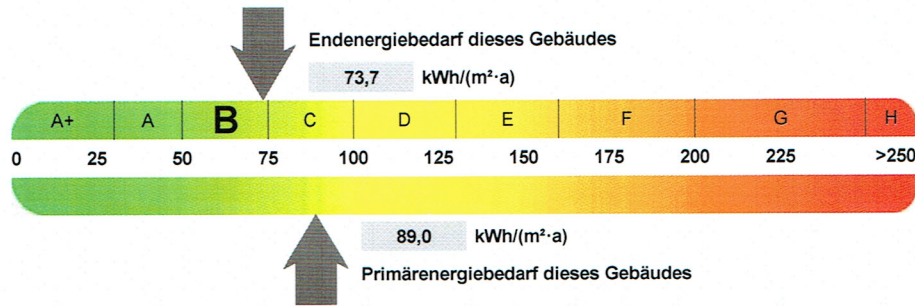 Endenergiebedarf dieses Gebäudes
73,7 kWh/(m²·a)
A+ A B C D E F G H
0 25 50 75 100 125 150 175 200 225 >250
89,0 kWh/(m²·a)
Primärenergiebedarf dieses Gebäudes